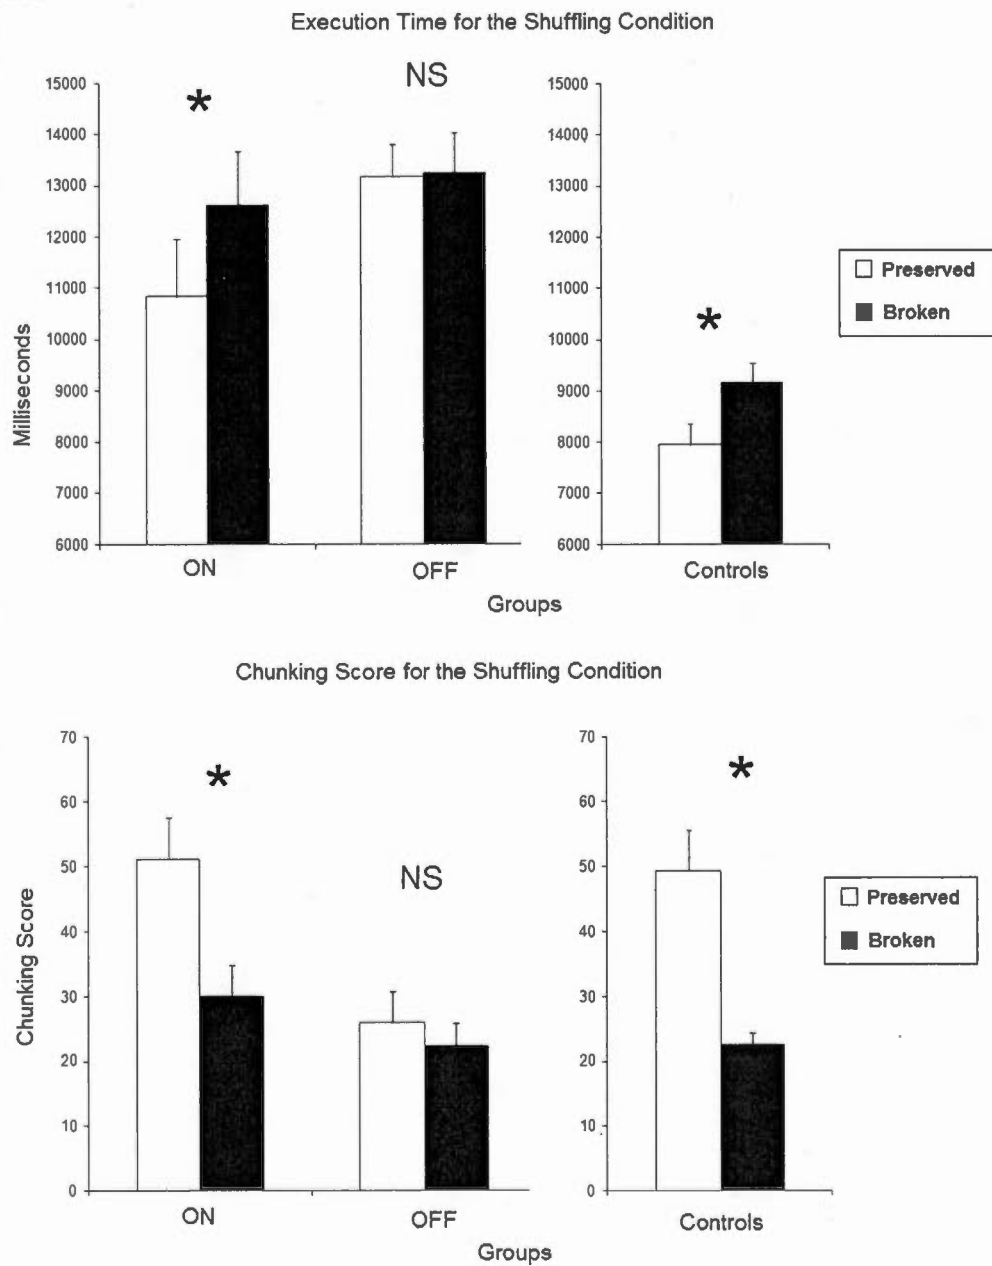 Execution Time for the Shuffling Condition
NS
15000
14000
13000
12000
11000
10000
9000
8000
7000
6000
*
Milliseconds
ON
OFF
15000
14000
13000
12000
11000
10000
9000
8000
7000
6000
*
Controls
Groups
Preserved
Broken
Chunking Score for the Shuffling Condition
70
60
50
40
30
20
10
0
*
NS
Chunking Score
ON
OFF
70
60
50
40
30
20
10
0
*
Controls
Groups
Preserved
Broken